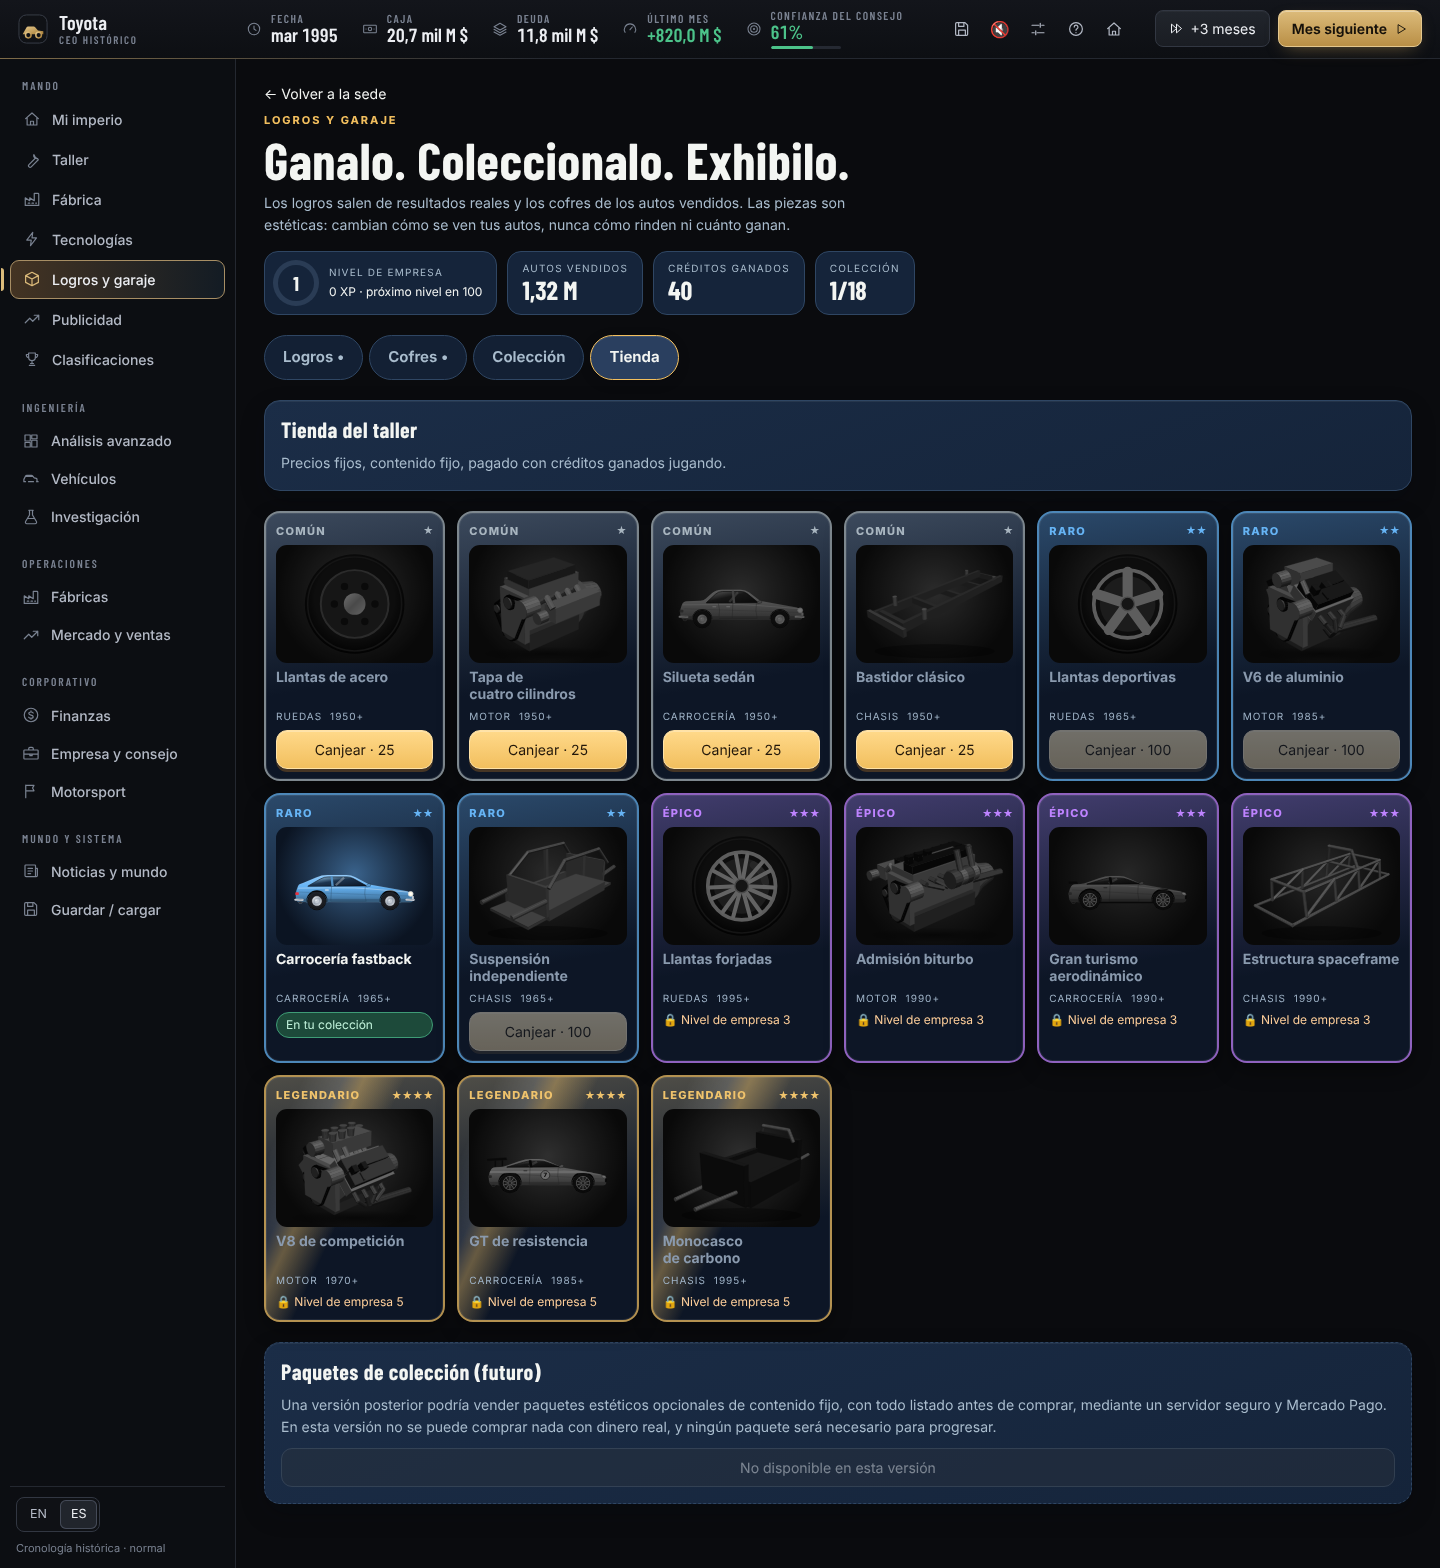 Toyota
CEO HISTÓRICO
FECHA
mar 1995
CAJA
20,7 mil M $
DEUDA
11,8 mil M $
ÚLTIMO MES
+820,0 M $
CONFIANZA DEL CONSEJO
61%
+3 meses
Mes siguiente
MANDO
Mi imperio
Taller
Fábrica
Tecnologías
Logros y garaje
Publicidad
Clasificaciones
INGENIERÍA
Análisis avanzado
Vehículos
Investigación
OPERACIONES
Fábricas
Mercado y ventas
CORPORATIVO
Finanzas
Empresa y consejo
Motorsport
MUNDO Y SISTEMA
Noticias y mundo
Guardar / cargar
EN ES
Cronología histórica · normal
← Volver a la sede
LOGROS Y GARAJE
Ganalo. Coleccionalo. Exhibilo.
Los logros salen de resultados reales y los cofres de los autos vendidos. Las piezas son
estéticas: cambian cómo se ven tus autos, nunca cómo rinden ni cuánto ganan.
1
NIVEL DE EMPRESA
0 XP · próximo nivel en 100
AUTOS VENDIDOS
1,32 M
CRÉDITOS GANADOS
40
COLECCIÓN
1/18
Logros •
Cofres •
Colección
Tienda
Tienda del taller
Precios fijos, contenido fijo, pagado con créditos ganados jugando.
COMÚN ★
Llantas de acero
RUEDAS 1950+
Canjear · 25
COMÚN ★
Tapa de
cuatro cilindros
MOTOR 1950+
Canjear · 25
COMÚN ★
Silueta sedán
CARROCERÍA 1950+
Canjear · 25
COMÚN ★
Bastidor clásico
CHASIS 1950+
Canjear · 25
RARO ★★
Llantas deportivas
RUEDAS 1965+
Canjear · 100
RARO ★★
V6 de aluminio
MOTOR 1985+
Canjear · 100
RARO ★★
Carrocería fastback
CARROCERÍA 1965+
En tu colección
RARO ★★
Suspensión
independiente
CHASIS 1965+
Canjear · 100
ÉPICO ★★★
Llantas forjadas
RUEDAS 1995+
🔒 Nivel de empresa 3
ÉPICO ★★★
Admisión biturbo
MOTOR 1990+
🔒 Nivel de empresa 3
ÉPICO ★★★
Gran turismo
aerodinámico
CARROCERÍA 1990+
🔒 Nivel de empresa 3
ÉPICO ★★★
Estructura spaceframe
CHASIS 1990+
🔒 Nivel de empresa 3
LEGENDARIO ★★★★
V8 de competición
MOTOR 1970+
🔒 Nivel de empresa 5
LEGENDARIO ★★★★
7
GT de resistencia
CARROCERÍA 1985+
🔒 Nivel de empresa 5
LEGENDARIO ★★★★
Monocasco
de carbono
CHASIS 1995+
🔒 Nivel de empresa 5
Paquetes de colección (futuro)
Una versión posterior podría vender paquetes estéticos opcionales de contenido fijo, con todo listado antes de comprar, mediante un servidor seguro y Mercado Pago.
En esta versión no se puede comprar nada con dinero real, y ningún paquete será necesario para progresar.
No disponible en esta versión